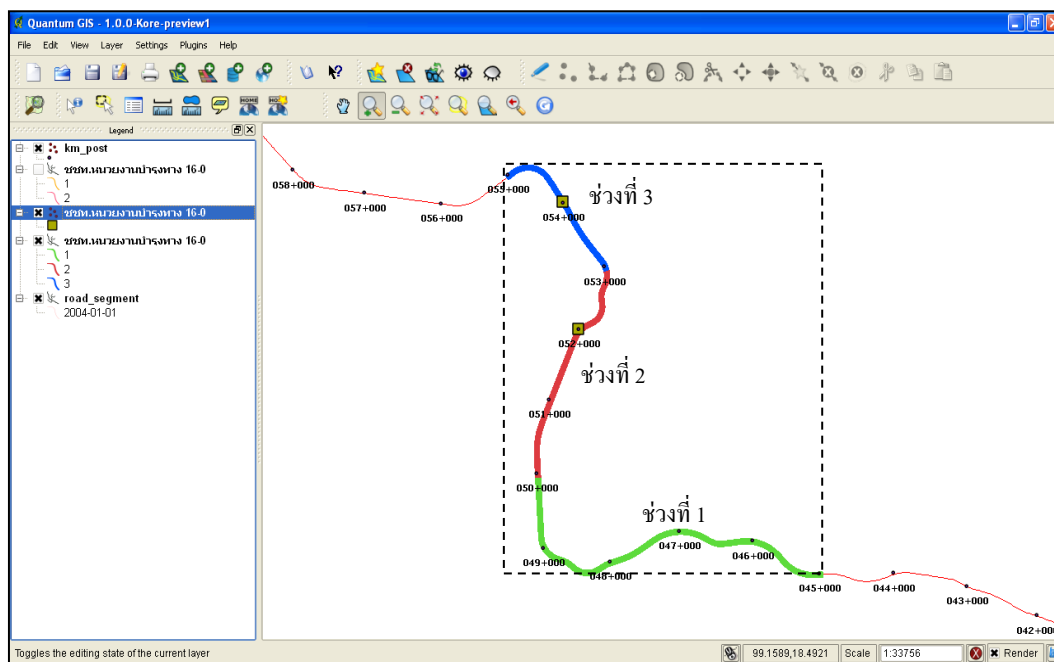 Quantum GIS - 1.0.0-Kore-preview1
File Edit View Layer Settings Plugins Help
Legend
km_post
ชชท.หนวยงานบำรุงทาง 16-0
1
2
ชชท.หนวยงานบำรุงทาง 16-0
ชชท.หนวยงานบำรุงทาง 16-0
1
2
3
road_segment
2004-01-01
058+000
057+000
056+000
055+000
054+000
ช่วงที่ 3
053+000
052+000
ช่วงที่ 2
051+000
050+000
ช่วงที่ 1
049+000
048+000
047+000
046+000
045+000
044+000
043+000
042+000
Toggles the editing state of the current layer
99.1589,18.4921
Scale
1:33756
Render